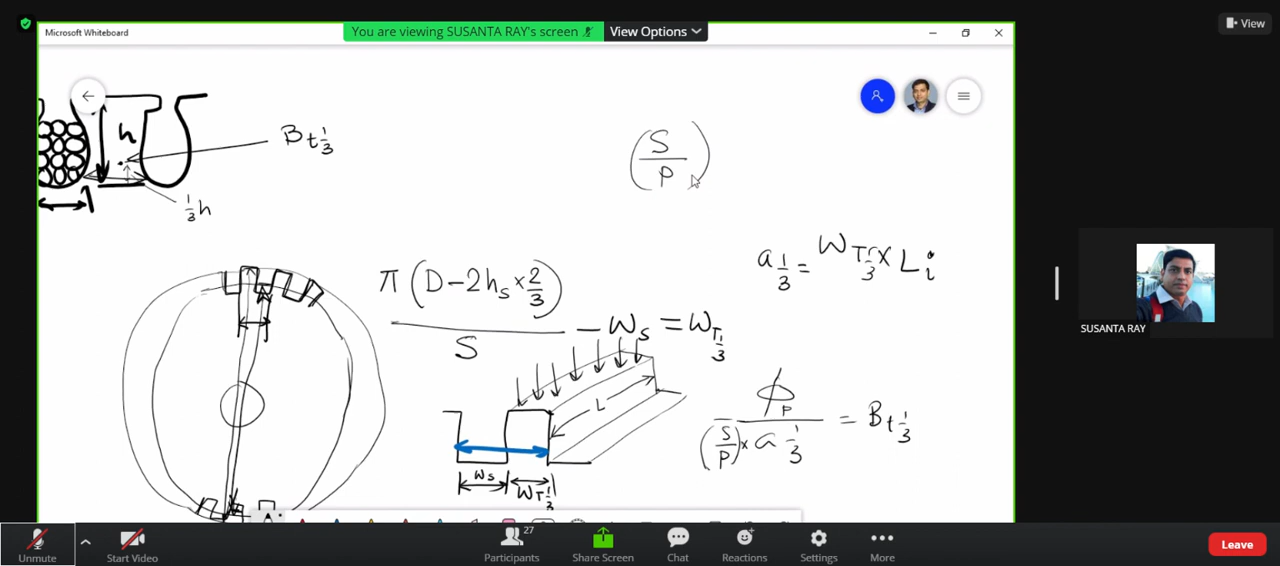 You are viewing SUSANTA RAY's screen
View Options
View
Microsoft Whiteboard
h
B t 1/3
1/3 h
(S/P)
a 1/3 = W T 1/3 × L i
π (D-2hs×2/3) / S - Ws = W T 1/3
L
Ws
W T 1/3
ϕP / ((S/P) × a 1/3) = B t 1/3
SUSANTA RAY
Unmute
Start Video
27
Participants
Share Screen
Chat
Reactions
Settings
More
Leave